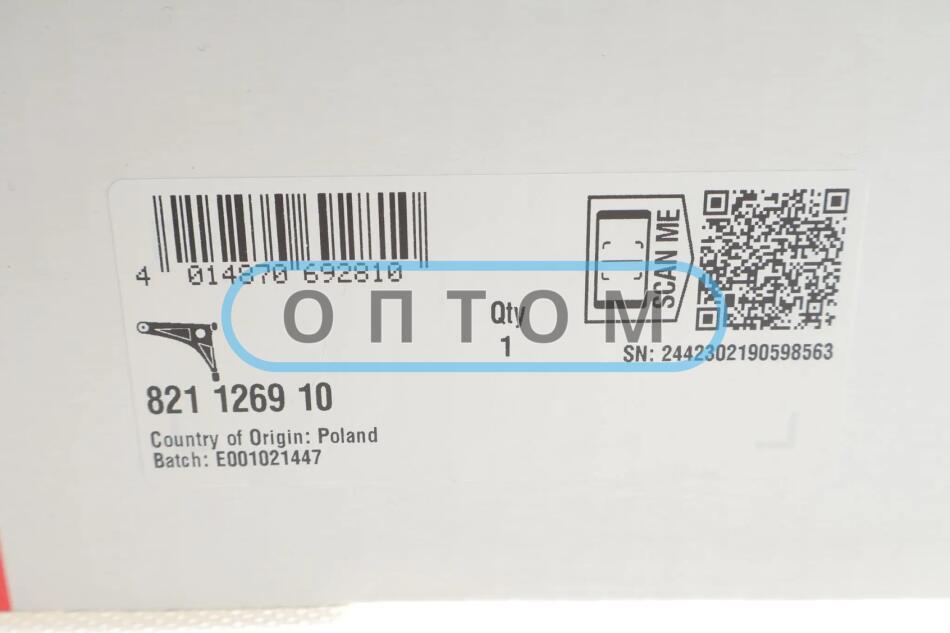 4 014870 692810
SCAN ME
ОПТОМ
Qty
1
SN: 2442302190598563
821 1269 10
Country of Origin: Poland
Batch: E001021447